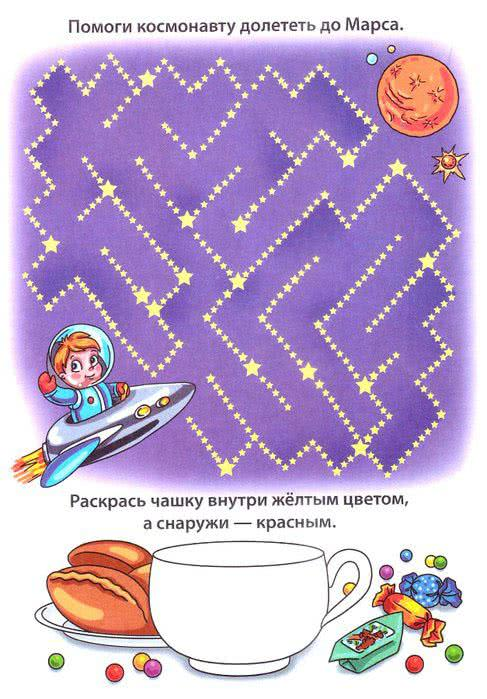 Помоги космонавту долететь до Марса.
Раскрась чашку внутри жёлтым цветом,
а снаружи — красным.